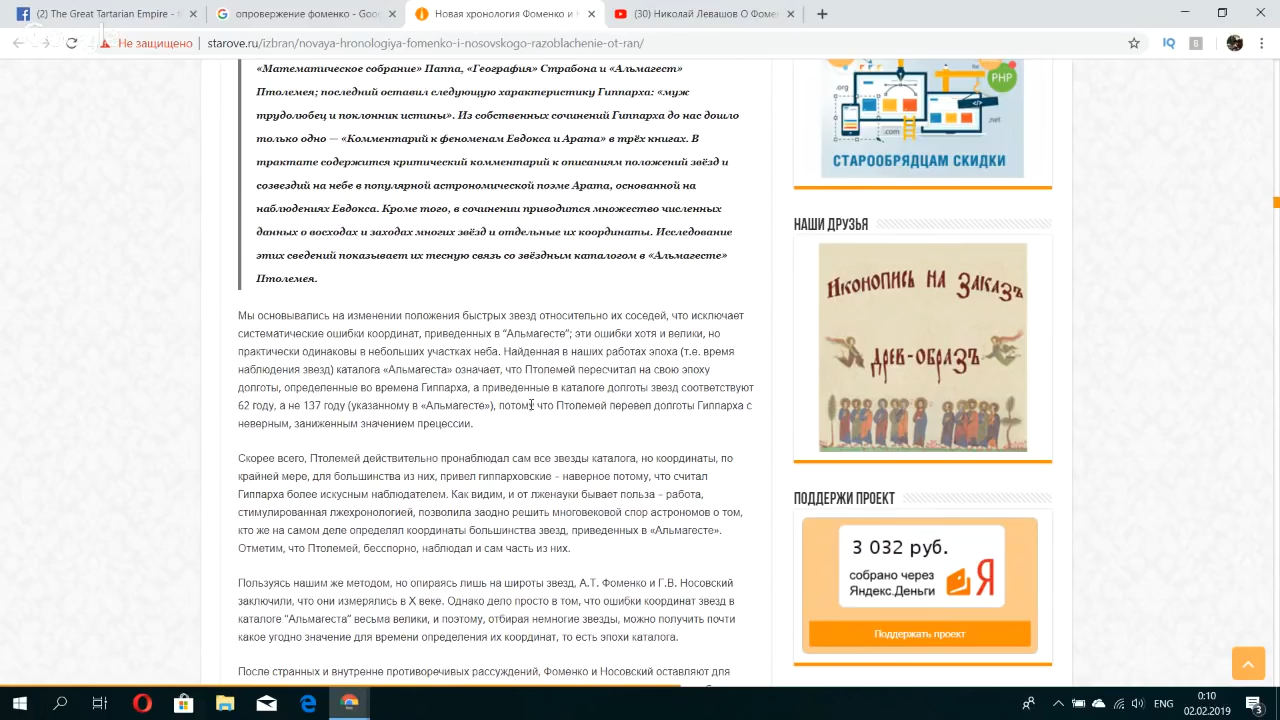 (2) The Great Tartarian Empire -
опровержение фоменко - Goo
Новая хронология Фоменко и
(30) Николай Левашов О Фоме
Не защищено
starove.ru/izbran/novaya-hronologiya-fomenko-i-nosovskogo-razoblachenie-ot-ran/
«Математическое собрание» Паппа, «География» Страбона и «Альмагест»
Птолемея; последний оставил следующую характеристику Гиппарха: «муж
трудолюбец и поклонник истины». Из собственных сочинений Гиппарха до нас дошло
только одно — «Комментарий к феноменам Евдокса и Арата» в трёх книгах. В
трактате содержится критический комментарий к описаниям положений звёзд и
созвездий на небе в популярной астрономической поэме Арата, основанной на
наблюдениях Евдокса. Кроме того, в сочинении приводится множество численных
данных о восходах и заходах многих звёзд и отдельные их координаты. Исследование
этих сведений показывает их тесную связь со звёздным каталогом в «Альмагесте»
Птолемея.
Мы основывались на изменении положения быстрых звезд относительно их соседей, что исключает
систематические ошибки координат, приведенных в “Альмагесте”; эти ошибки хотя и велики, но
практически одинаковы в небольших участках неба. Найденная в наших работах эпоха (т.е. время
наблюдения звезд) каталога «Альмагеста» означает, что Птолемей пересчитал на свою эпоху
долготы, определенные во времена Гиппарха, а приведенные в каталоге долготы звезд соответствуют
62 году, а не 137 году (указанному в «Альмагесте»), потому что Птолемей перевел долготы Гиппарха с
неверным, заниженным значением прецессии.
Скорее всего, Птолемей действительно пронаблюдал сам все звезды каталога, но координаты, по
крайней мере, для большинства из них, привел гиппарховские – наверное потому, что считал
Гиппарха более искусным наблюдателем. Как видим, и от лженауки бывает польза – работа,
стимулированная лжехронологией, позволила заодно решить многовековой спор астрономов о том,
кто же на самом деле определял координаты большинства звезд, приведенных в «Альмагесте».
Отметим, что Птолемей, бесспорно, наблюдал и сам часть из них.
Пользуясь нашим же методом, но опираясь лишь на широты звезд, А.Т. Фоменко и Г.В. Носовский
заключили, что они измерялись в X веке. Однако дело просто в том, что ошибки координат звезд в
каталоге “Альмагеста” весьма велики, и поэтому, отбирая немногие звезды, можно получить почти
какое угодно значение для времени определения их координат, то есть эпохи каталога.
После странных и внутренне противоречивых рассуждений, Фоменко и Носовский оставляют для
.org
PHP
.net
.com
СТАРООБРЯДЦАМ СКИДКИ
НАШИ ДРУЗЬЯ
Иконопись на Заказъ
древ-образъ
ПОДДЕРЖИ ПРОЕКТ
3 032 руб.
собрано через
Яндекс.Деньги
Я
Поддержать проект
ENG
0:10
02.02.2019
3